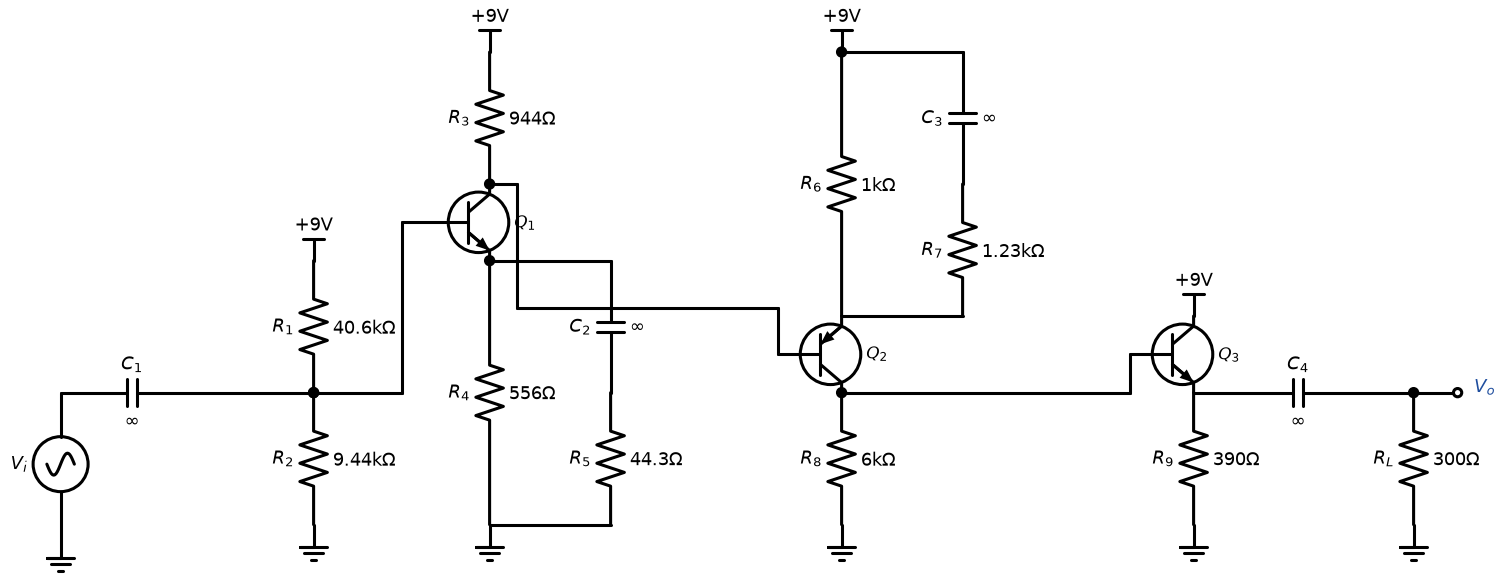 +9V
+9V
R3 944Ω
C3 ∞
R6 1kΩ
Q1
+9V
R7 1.23kΩ
+9V
R1 40.6kΩ
C2 ∞
Q2
Q3
C1
∞
R4 556Ω
C4
∞
Vo
Vi
R2 9.44kΩ
R5 44.3Ω
R8 6kΩ
R9 390Ω
RL 300Ω